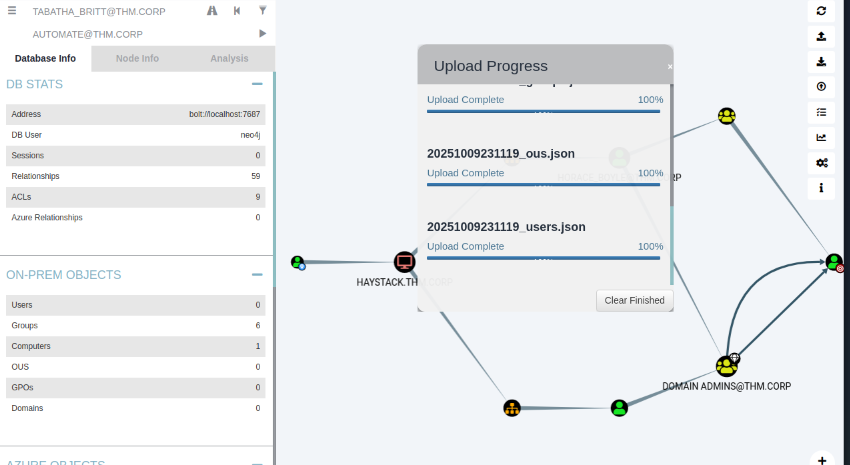 TABATHA_BRITT@THM.CORP
AUTOMATE@THM.CORP
Database Info Node Info Analysis
DB STATS
Address bolt://localhost:7687
DB User neo4j
Sessions 0
Relationships 59
ACLs 9
Azure Relationships 0
ON-PREM OBJECTS
Users 0
Groups 6
Computers 1
OUS 0
GPOs 0
Domains 0
AZURE OBJECTS
Upload Progress
×
Upload Complete 100%
20251009231119_ous.json
Upload Complete 100%
20251009231119_users.json
Upload Complete 100%
Clear Finished
DOMAIN ADMINS@THM.CORP